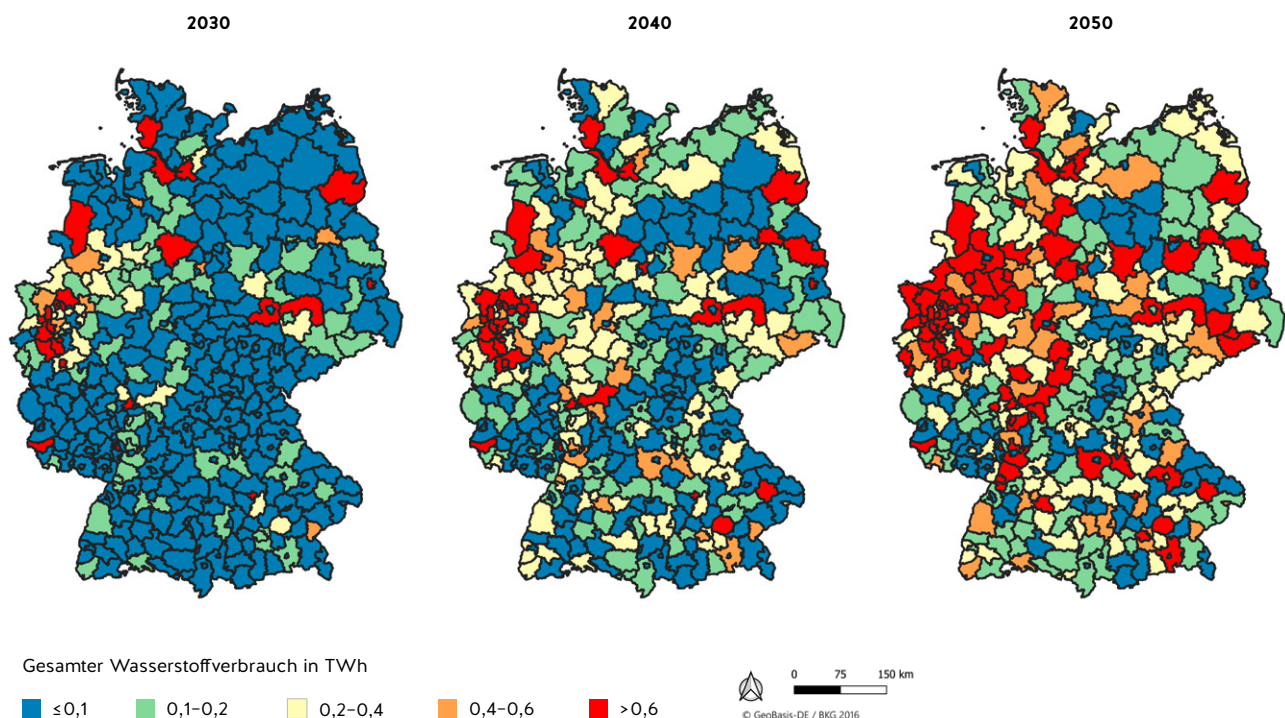 2030
2040
2050
Gesamter Wasserstoffverbrauch in TWh
≤0,1
0,1–0,2
0,2–0,4
0,4–0,6
>0,6
0 75 150 km
© GeoBasis-DE / BKG 2016